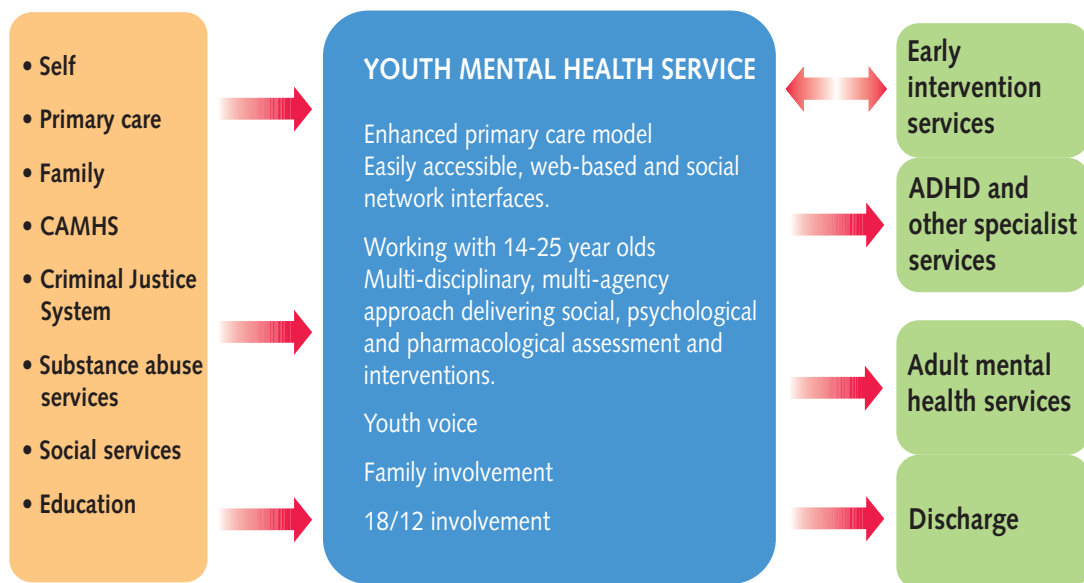 • Self
• Primary care
• Family
• CAMHS
• Criminal Justice
System
• Substance abuse
services
• Social services
• Education
YOUTH MENTAL HEALTH SERVICE
Enhanced primary care model
Easily accessible, web-based and social
network interfaces.
Working with 14-25 year olds
Multi-disciplinary, multi-agency
approach delivering social, psychological
and pharmacological assessment and
interventions.
Youth voice
Family involvement
18/12 involvement
Early
intervention
services
ADHD and
other specialist
services
Adult mental
health services
Discharge